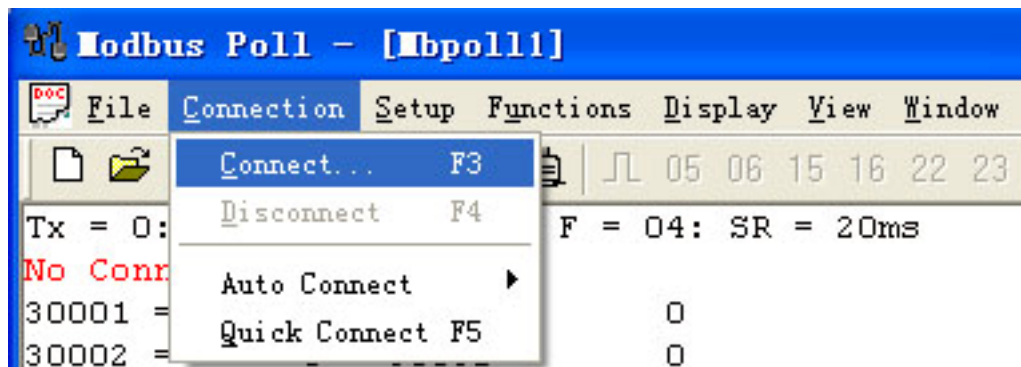 Modbus Poll - [Mbpoll1]
DOC File Connection Setup Functions Display View Window
05 06 15 16 22 23
Connect... F3
Disconnect F4
Auto Connect
Quick Connect F5
Tx = 0: F = 04: SR = 20ms
No Conn
30001 = 0
30002 = 0